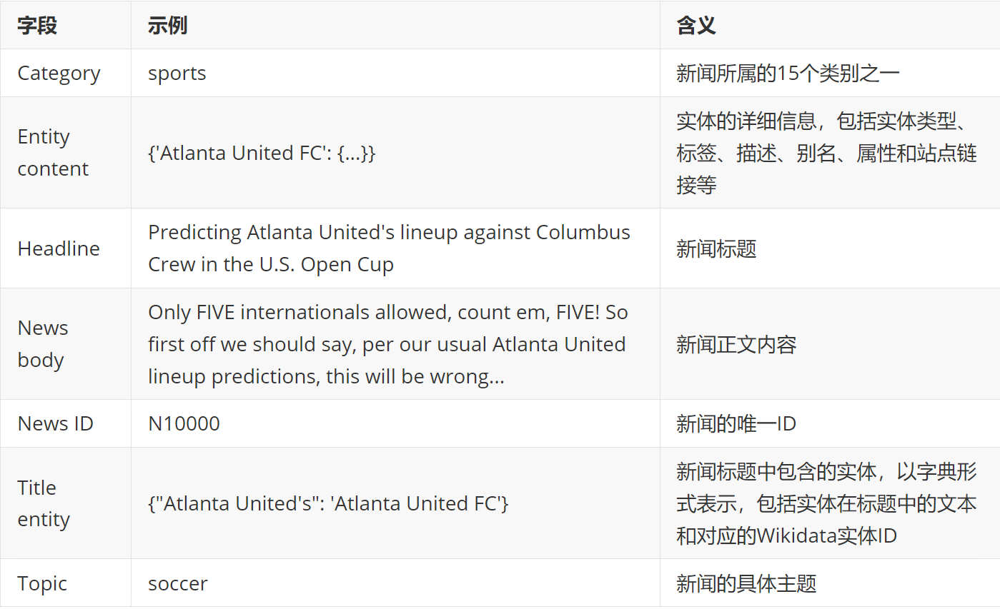 字段 示例 含义
Category sports 新闻所属的15个类别之一
Entity content {'Atlanta United FC': {...}} 实体的详细信息，包括实体类型、
标签、描述、别名、属性和站点链
接等
Headline Predicting Atlanta United's lineup against Columbus
Crew in the U.S. Open Cup 新闻标题
News body Only FIVE internationals allowed, count em, FIVE! So
first off we should say, per our usual Atlanta United
lineup predictions, this will be wrong... 新闻正文内容
News ID N10000 新闻的唯一ID
Title entity {"Atlanta United's": 'Atlanta United FC'} 新闻标题中包含的实体，以字典形
式表示，包括实体在标题中的文本
和对应的Wikidata实体ID
Topic soccer 新闻的具体主题